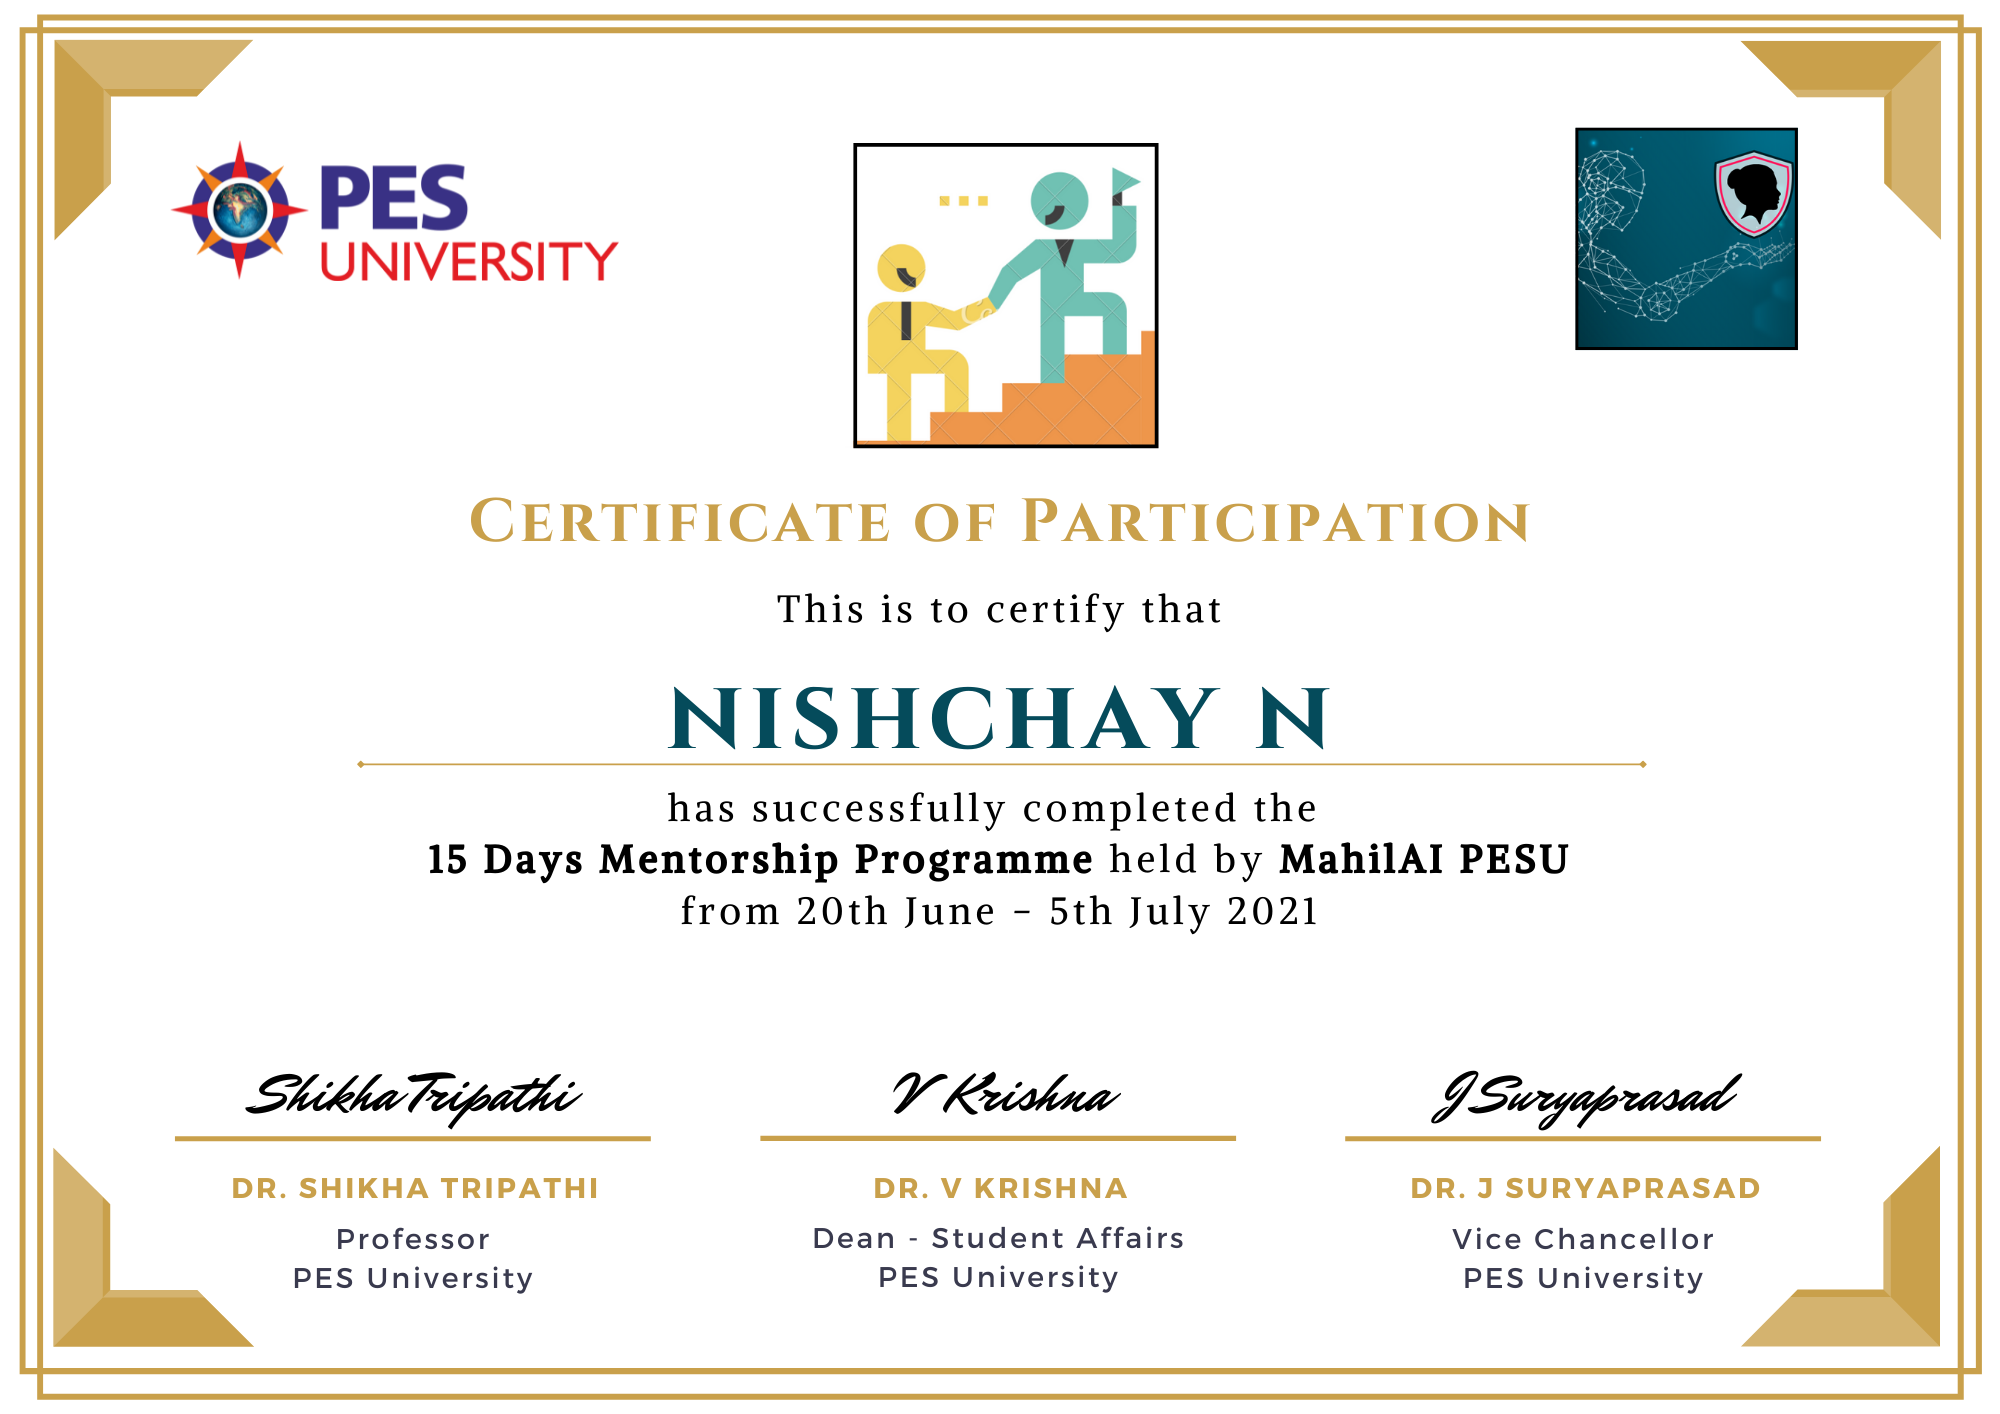 PES
UNIVERSITY
Certificate of Participation
This is to certify that
NISHCHAY N
has successfully completed the
15 Days Mentorship Programme held by MahilAI PESU
from 20th June - 5th July 2021
Shikha Tripathi
V Krishna
J Suryaprasad
DR. SHIKHA TRIPATHI
Professor
PES University
DR. V KRISHNA
Dean - Student Affairs
PES University
DR. J SURYAPRASAD
Vice Chancellor
PES University